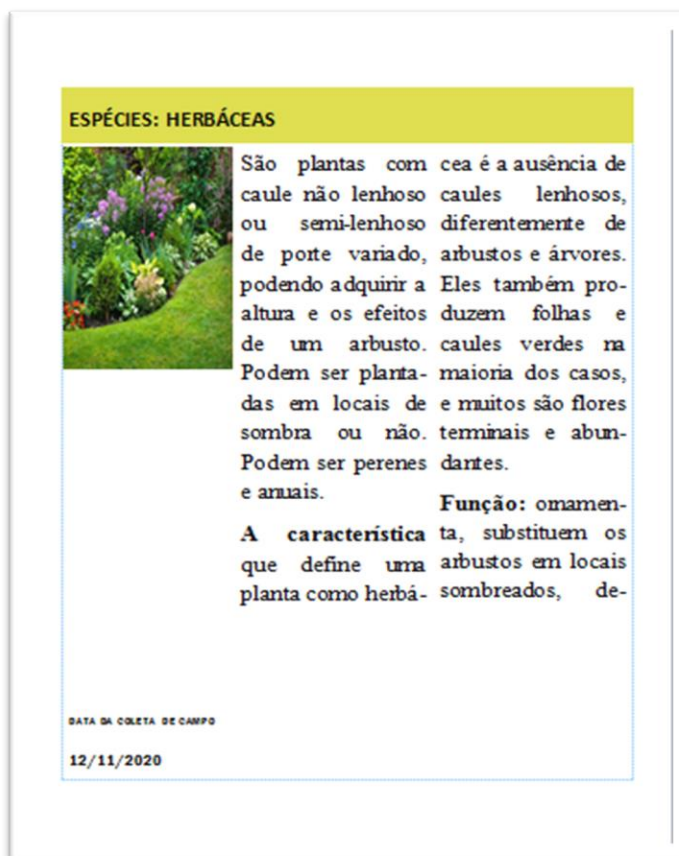 ESPÉCIES: HERBÁCEAS
São plantas com
caule não lenhoso
ou semi-lenhoso
de porte variado,
podendo adquirir a
altura e os efeitos
de um arbusto.
Podem ser planta-
das em locais de
sombra ou não.
Podem ser perenes
e anuais.
A característica
que define uma
planta como herbá-
cea é a ausência de
caules lenhosos,
diferentemente de
arbustos e árvores.
Eles também pro-
duzem folhas e
caules verdes na
maioria dos casos,
e muitos são flores
terminais e abun-
dantes.
Função: ornamen-
ta, substituem os
arbustos em locais
sombreados, de-
DATA DA COLETA DE CAMPO
12/11/2020